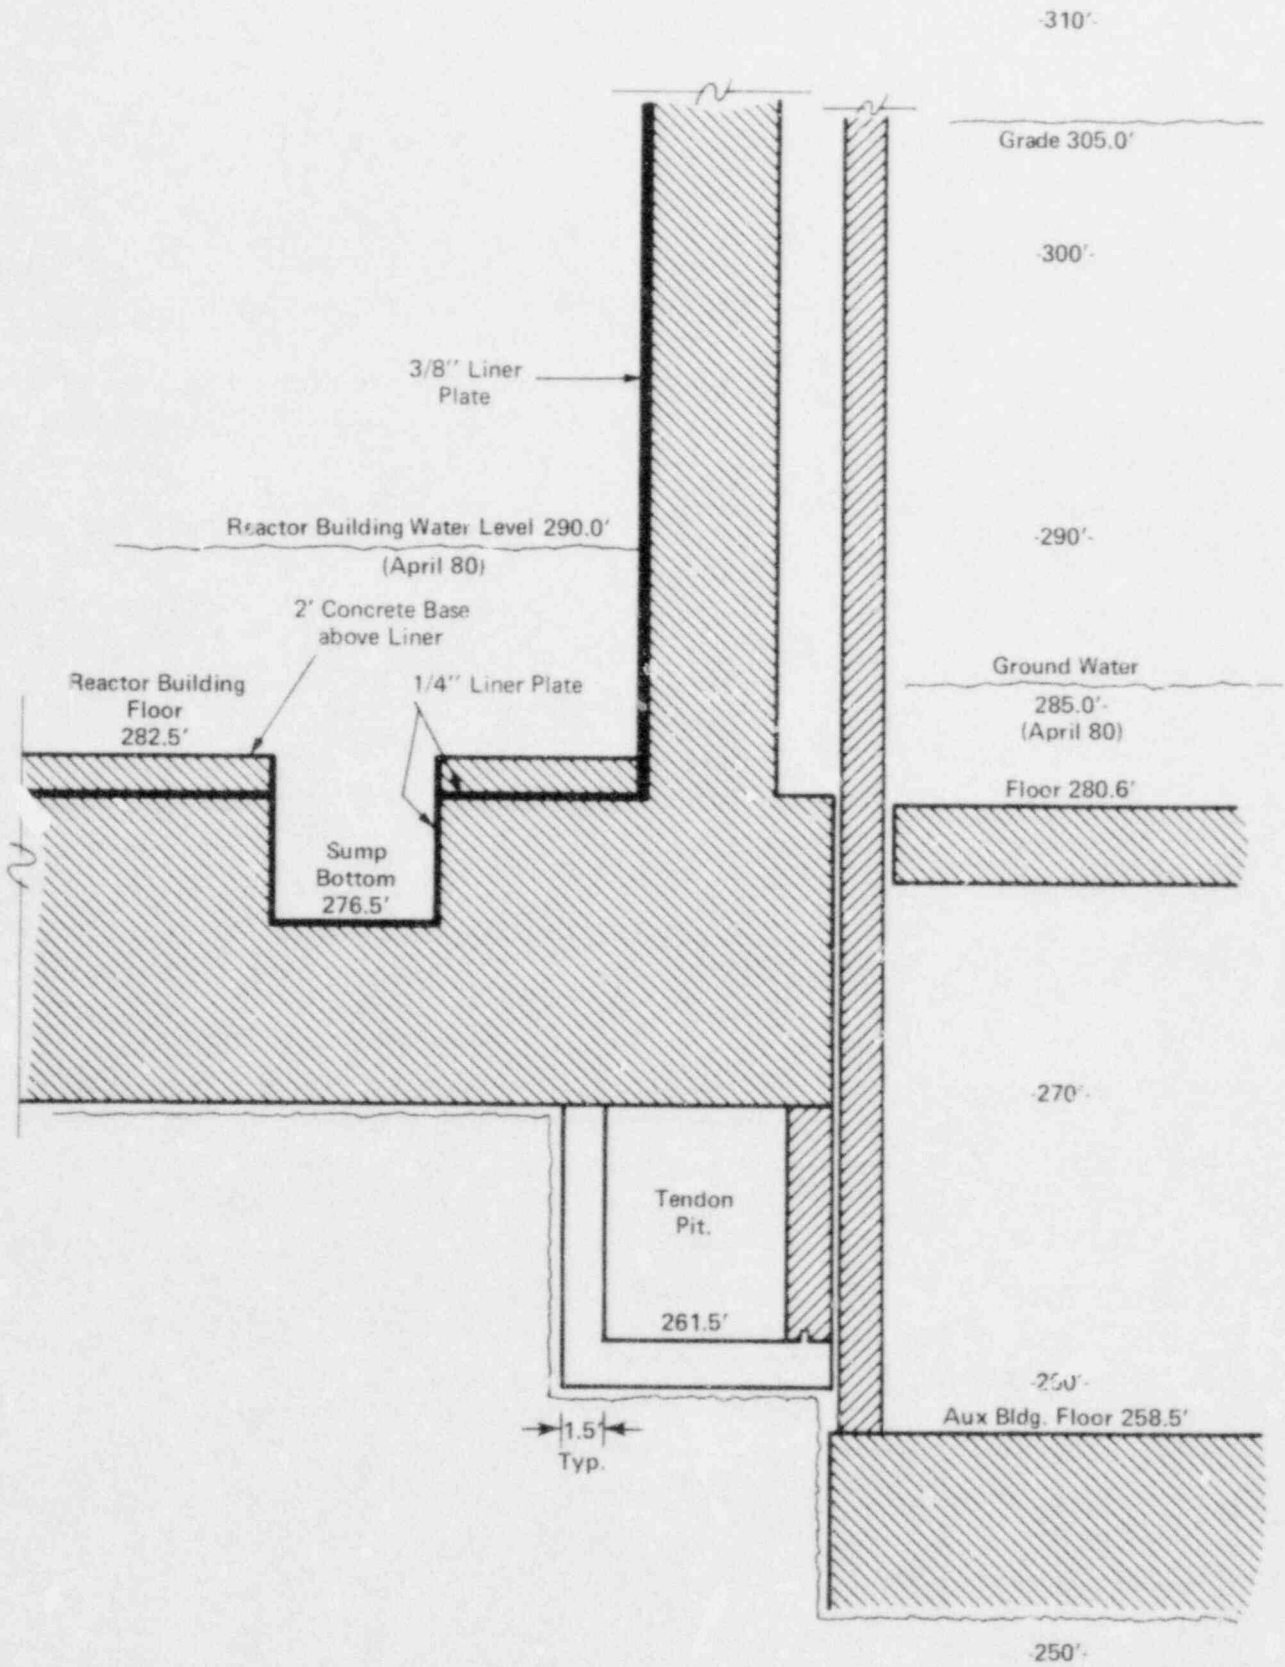 -310'-
Grade 305.0'
-300'-
3/8'' Liner
Plate
Reactor Building Water Level 290.0'
(April 80)
-290'-
2' Concrete Base
above Liner
Ground Water
285.0'-
(April 80)
Reactor Building
Floor
282.5'
1/4'' Liner Plate
Floor 280.6'
Sump
Bottom
276.5'
-270'-
Tendon
Pit.
261.5'
Aux Bldg. Floor 258.5'
1.5'
Typ.
-250'-